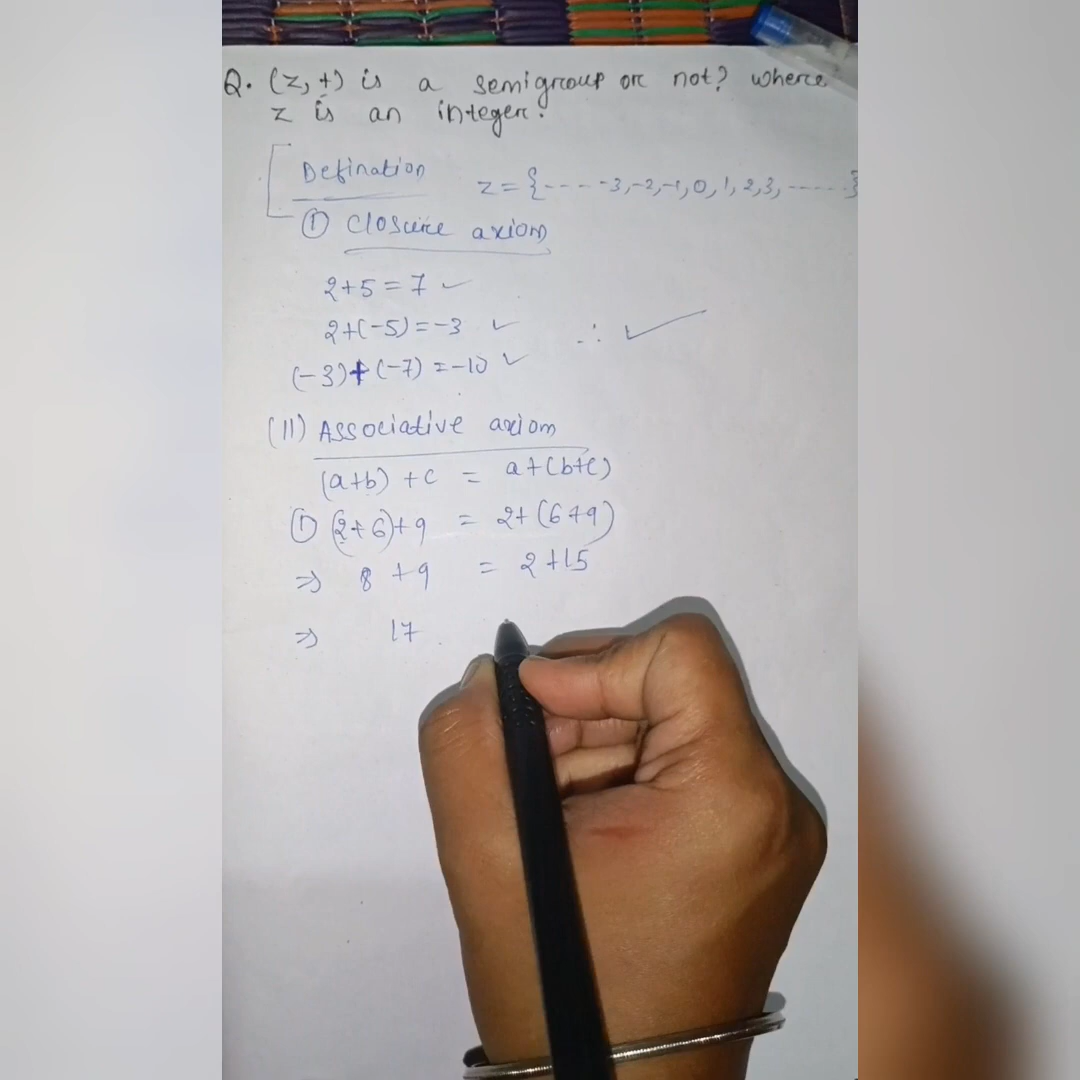 Q. (Z, +) is a semigroup or not? where
Z is an integer.
Defination
Z = {---- -3, -2, -1, 0, 1, 2, 3, ------}
① Closure axiom
2+5 = 7 ✓
2+(-5) = -3 ✓
∴ ✓
(-3)+(-7) = -10 ✓
(II) Associative axiom
(a+b) + c = a+(b+c)
① (2+6)+9 = 2+(6+9)
⇒ 8 +9 = 2+15
⇒ 17